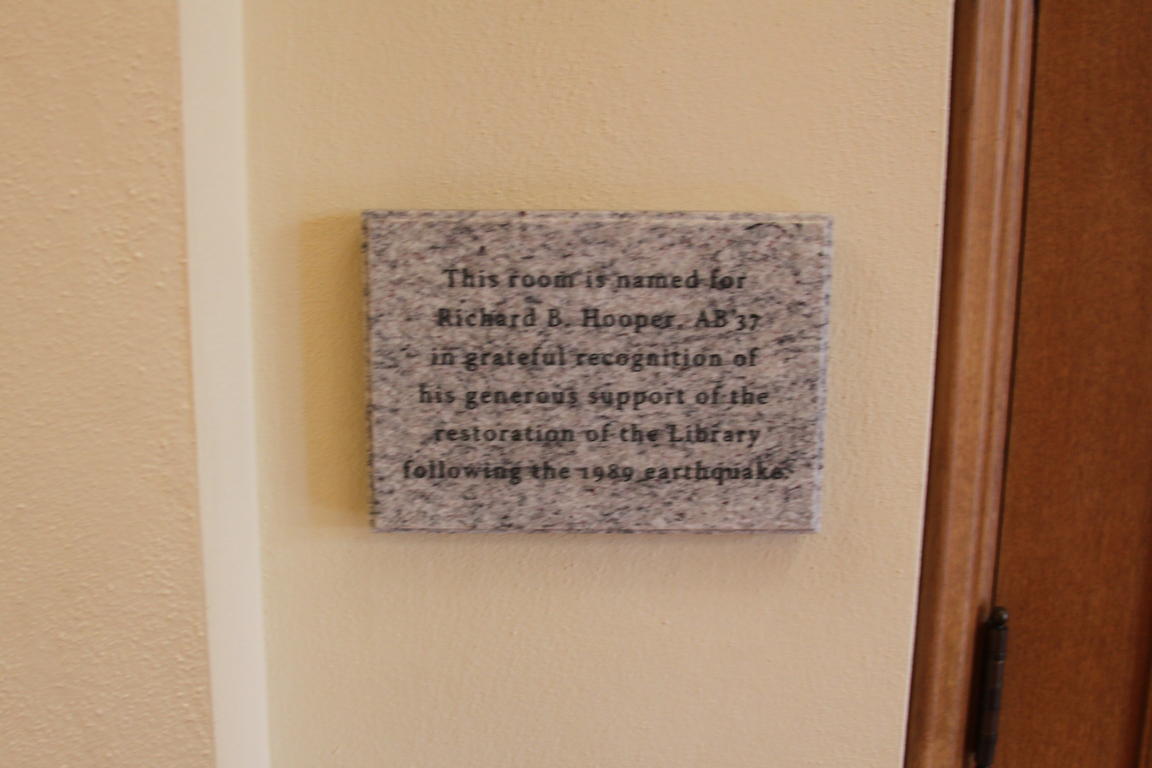 This room is named for
Richard B. Hooper, AB'37
in grateful recognition of
his generous support of the
restoration of the Library
following the 1989 earthquake.